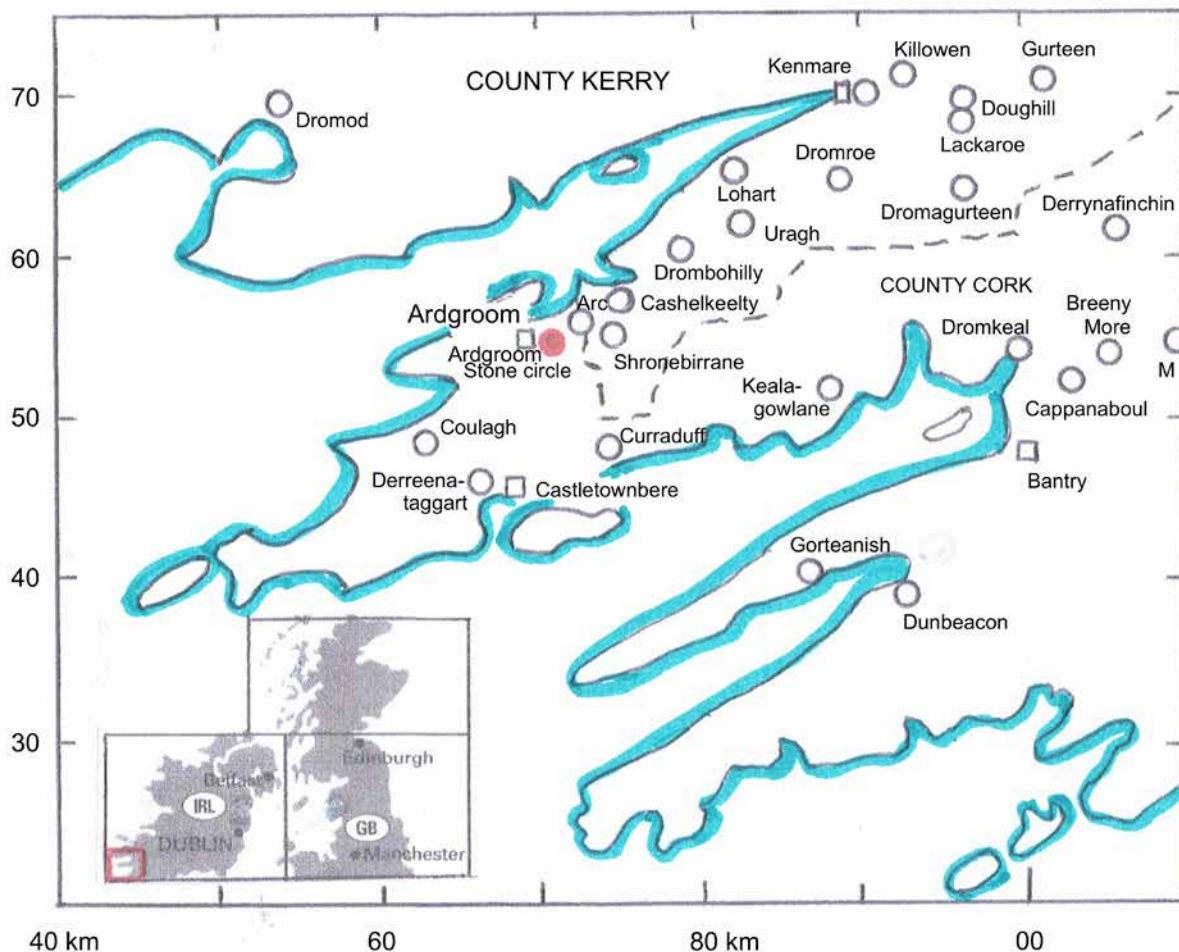 Killowen
Gurteen
Kenmare
COUNTY KERRY
70
Dromod
Doughill
Lackaroe
Dromroe
Lohart
Dromagurteen
Derrynafinchin
Uragh
60
Drombohilly
COUNTY CORK
Arc
Cashelkeelty
Ardgroom
Breeny
More
Dromkeal
Ardgroom
Stone circle
Shronebirrane
M
Keala-
gowlane
Cappanaboul
50
Coulagh
Curraduff
Derreena-
taggart
Castletownbere
Bantry
Gorteanish
40
Dunbeacon
30
Edinburgh
Belfast
IRL
GB
DUBLIN
Manchester
40 km
60
80 km
00